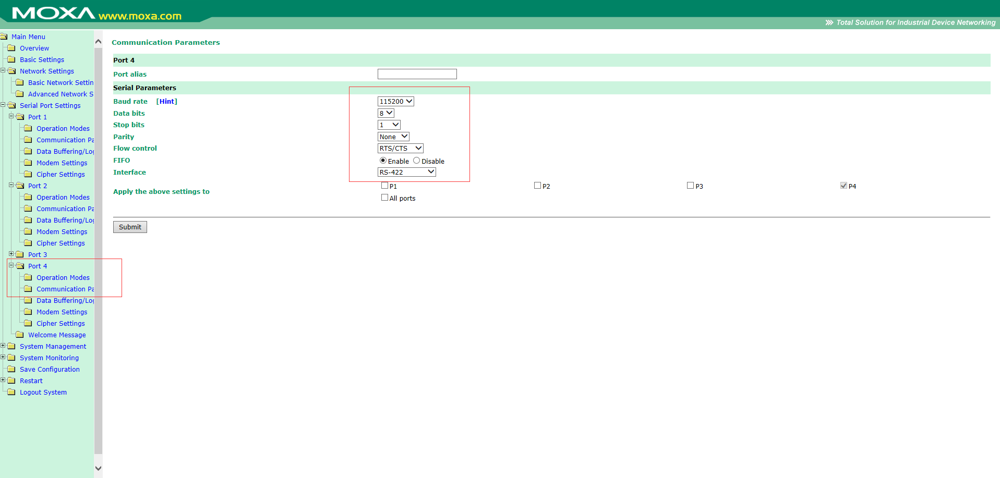 MOXA www.moxa.com
Total Solution for Industrial Device Networking
Main Menu
Overview
Basic Settings
Network Settings
Basic Network Settin
Advanced Network S
Serial Port Settings
Port 1
Operation Modes
Communication Pa
Data Buffering/Log
Modem Settings
Cipher Settings
Port 2
Operation Modes
Communication Pa
Data Buffering/Log
Modem Settings
Cipher Settings
Port 3
Port 4
Operation Modes
Communication Pa
Data Buffering/Log
Modem Settings
Cipher Settings
Welcome Message
System Management
System Monitoring
Save Configuration
Restart
Logout System
Communication Parameters
Port 4
Port alias
Serial Parameters
Baud rate [Hint] 115200
Data bits 8
Stop bits 1
Parity None
Flow control RTS/CTS
FIFO Enable Disable
Interface RS-422
Apply the above settings to
P1 P2 P3 P4
All ports
Submit